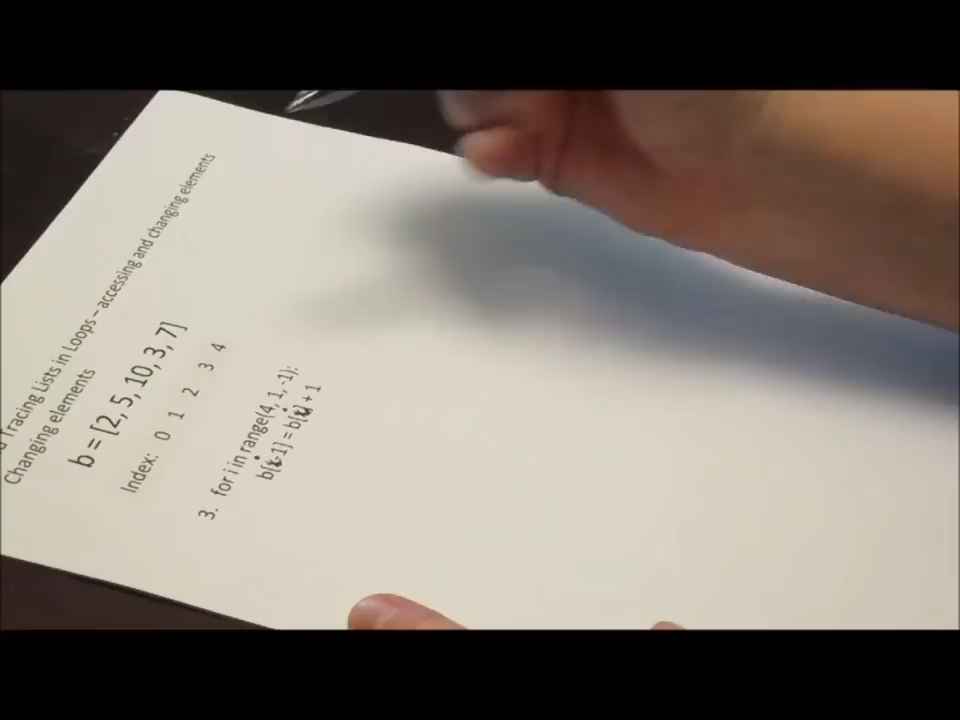 Tracing Lists in Loops – accessing and changing elements
Changing elements
b = [2, 5, 10, 3, 7]
Index: 0 1 2 3 4
3. for i in range(4, 1, -1):
b[i-1] = b[i] + 1